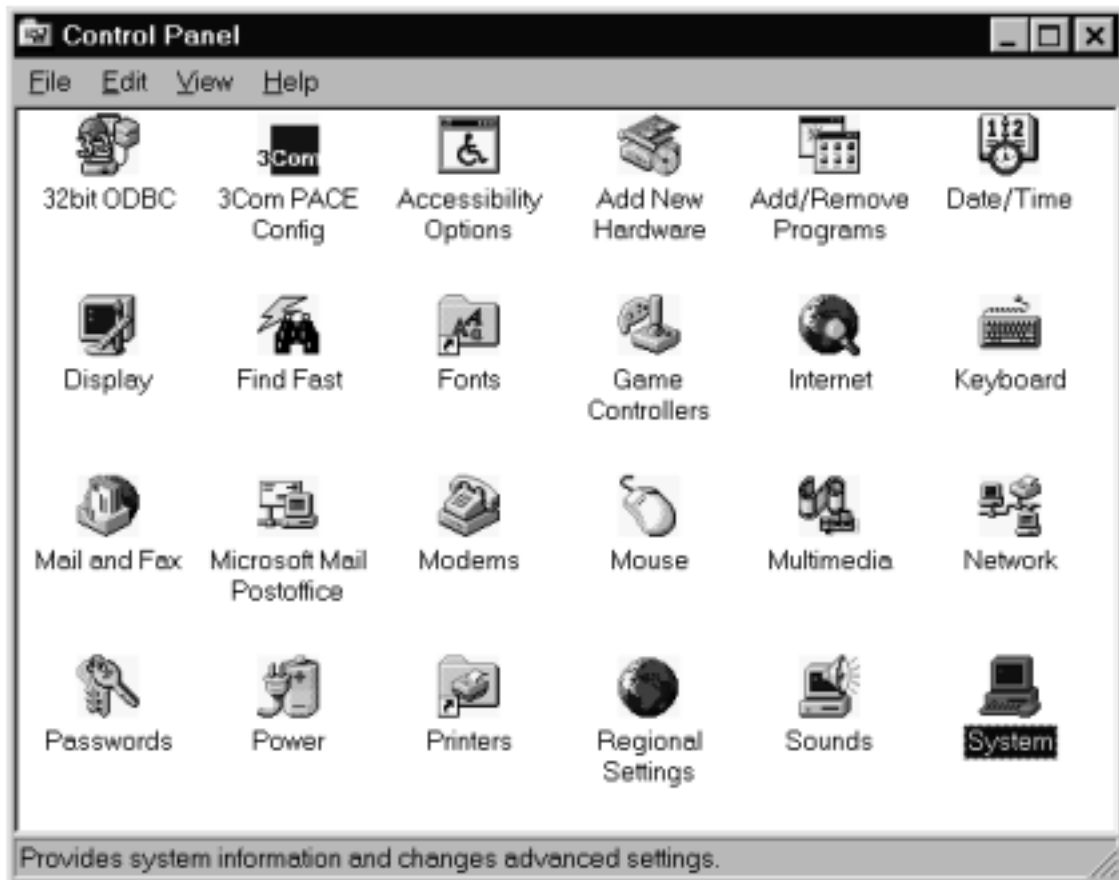 Control Panel
File Edit View Help
32
3Com
1 2
32bit ODBC
3Com PACE
Config
Accessibility
Options
Add New
Hardware
Add/Remove
Programs
Date/Time
AAa
Display
Find Fast
Fonts
Game
Controllers
Internet
Keyboard
Mail and Fax
Microsoft Mail
Postoffice
Modems
Mouse
Multimedia
Network
Passwords
Power
Printers
Regional
Settings
Sounds
System
Provides system information and changes advanced settings.